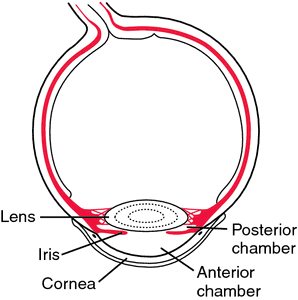 Lens
Iris
Cornea
Posterior
chamber
Anterior
chamber